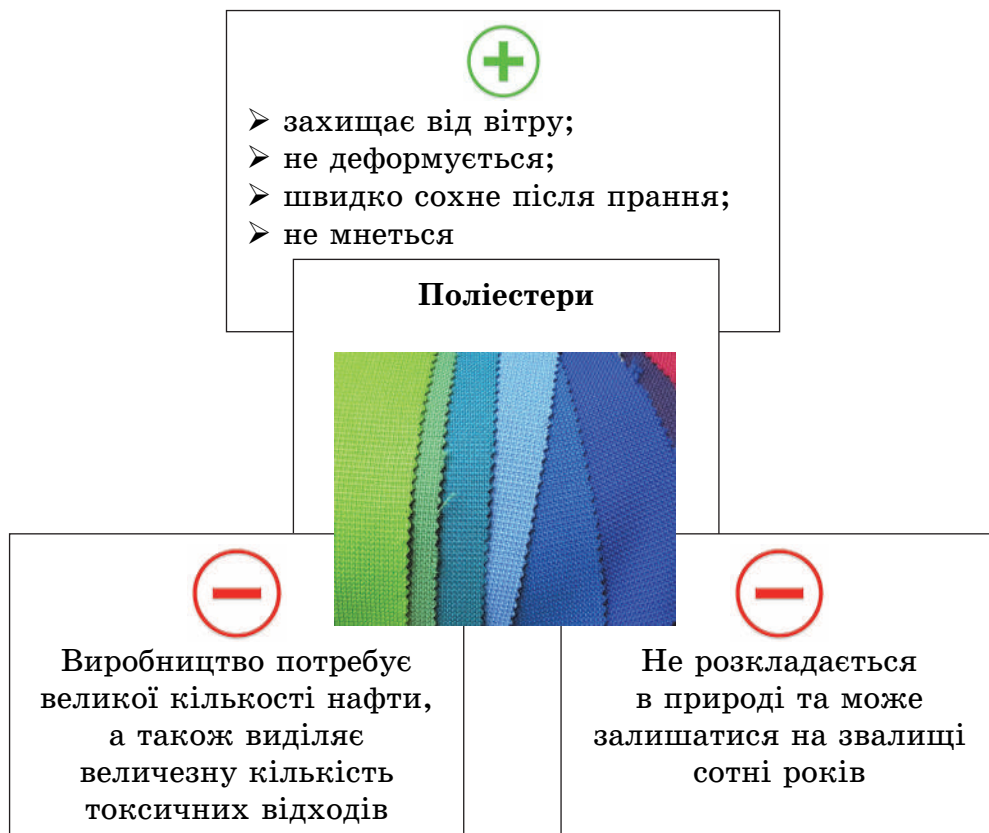 ➢ захищає від вітру;
➢ не деформується;
➢ швидко сохне після прання;
➢ не мнеться
Поліестери
Виробництво потребує
великої кількості нафти,
а також виділяє
величезну кількість
токсичних відходів
Не розкладається
в природі та може
залишатися на звалищі
сотні років